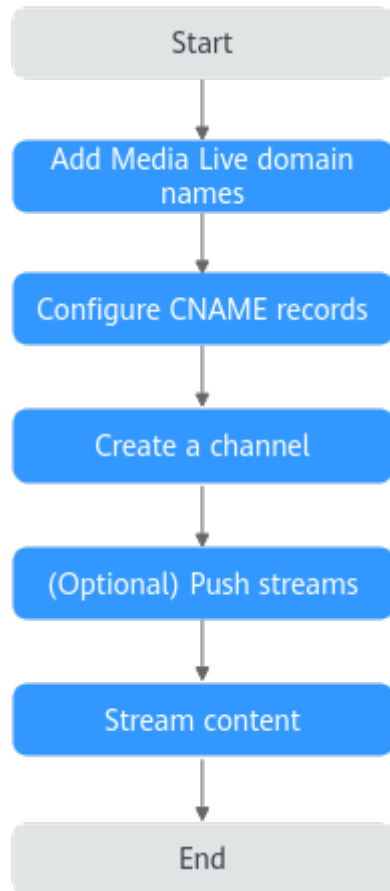 Start
Add Media Live domain
names
Configure CNAME records
Create a channel
(Optional) Push streams
Stream content
End